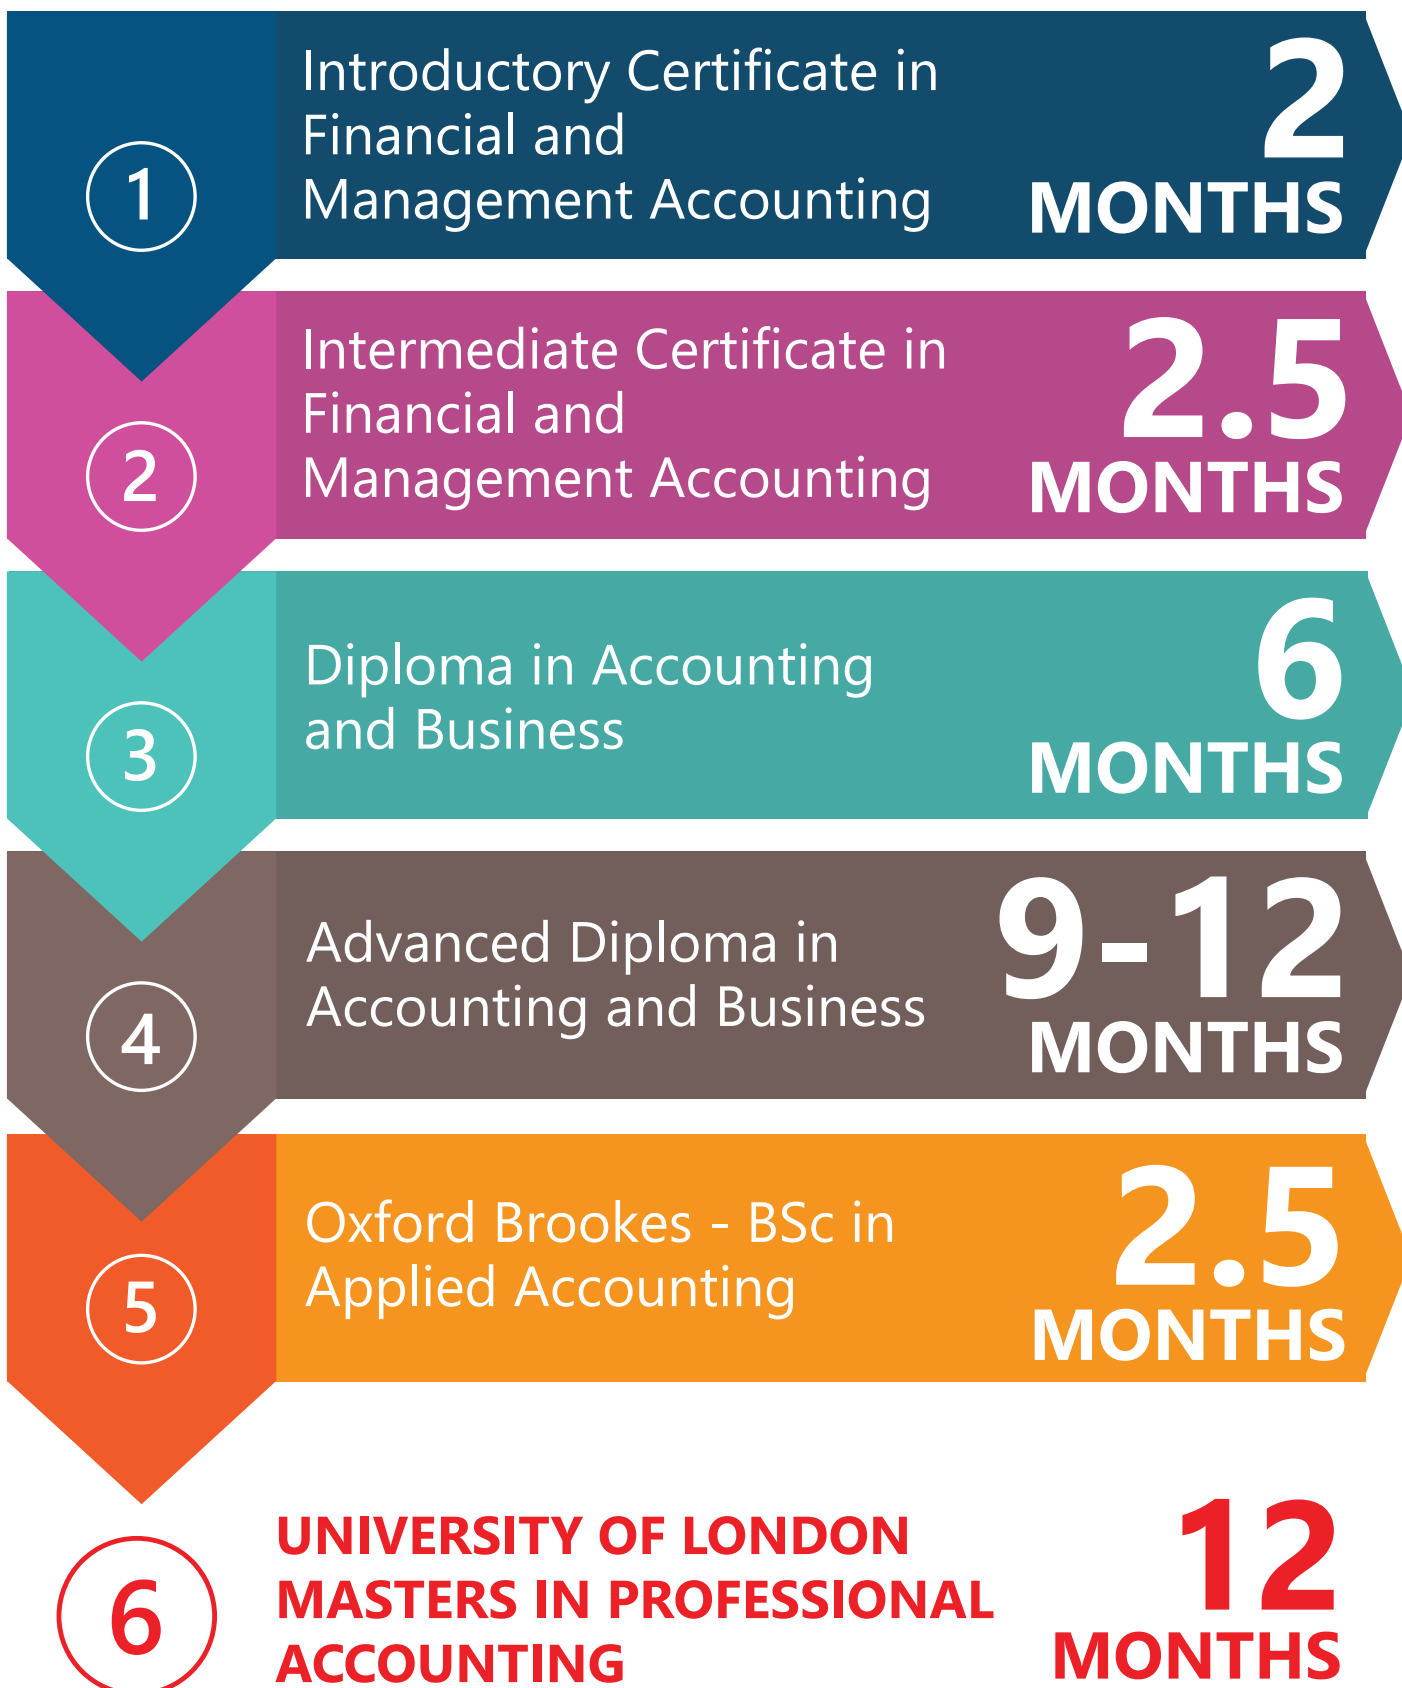 1
Introductory Certificate in
Financial and
Management Accounting
2
MONTHS
2
Intermediate Certificate in
Financial and
Management Accounting
2.5
MONTHS
3
Diploma in Accounting
and Business
6
MONTHS
4
Advanced Diploma in
Accounting and Business
9-12
MONTHS
5
Oxford Brookes - BSc in
Applied Accounting
2.5
MONTHS
6
UNIVERSITY OF LONDON
MASTERS IN PROFESSIONAL
ACCOUNTING
12
MONTHS